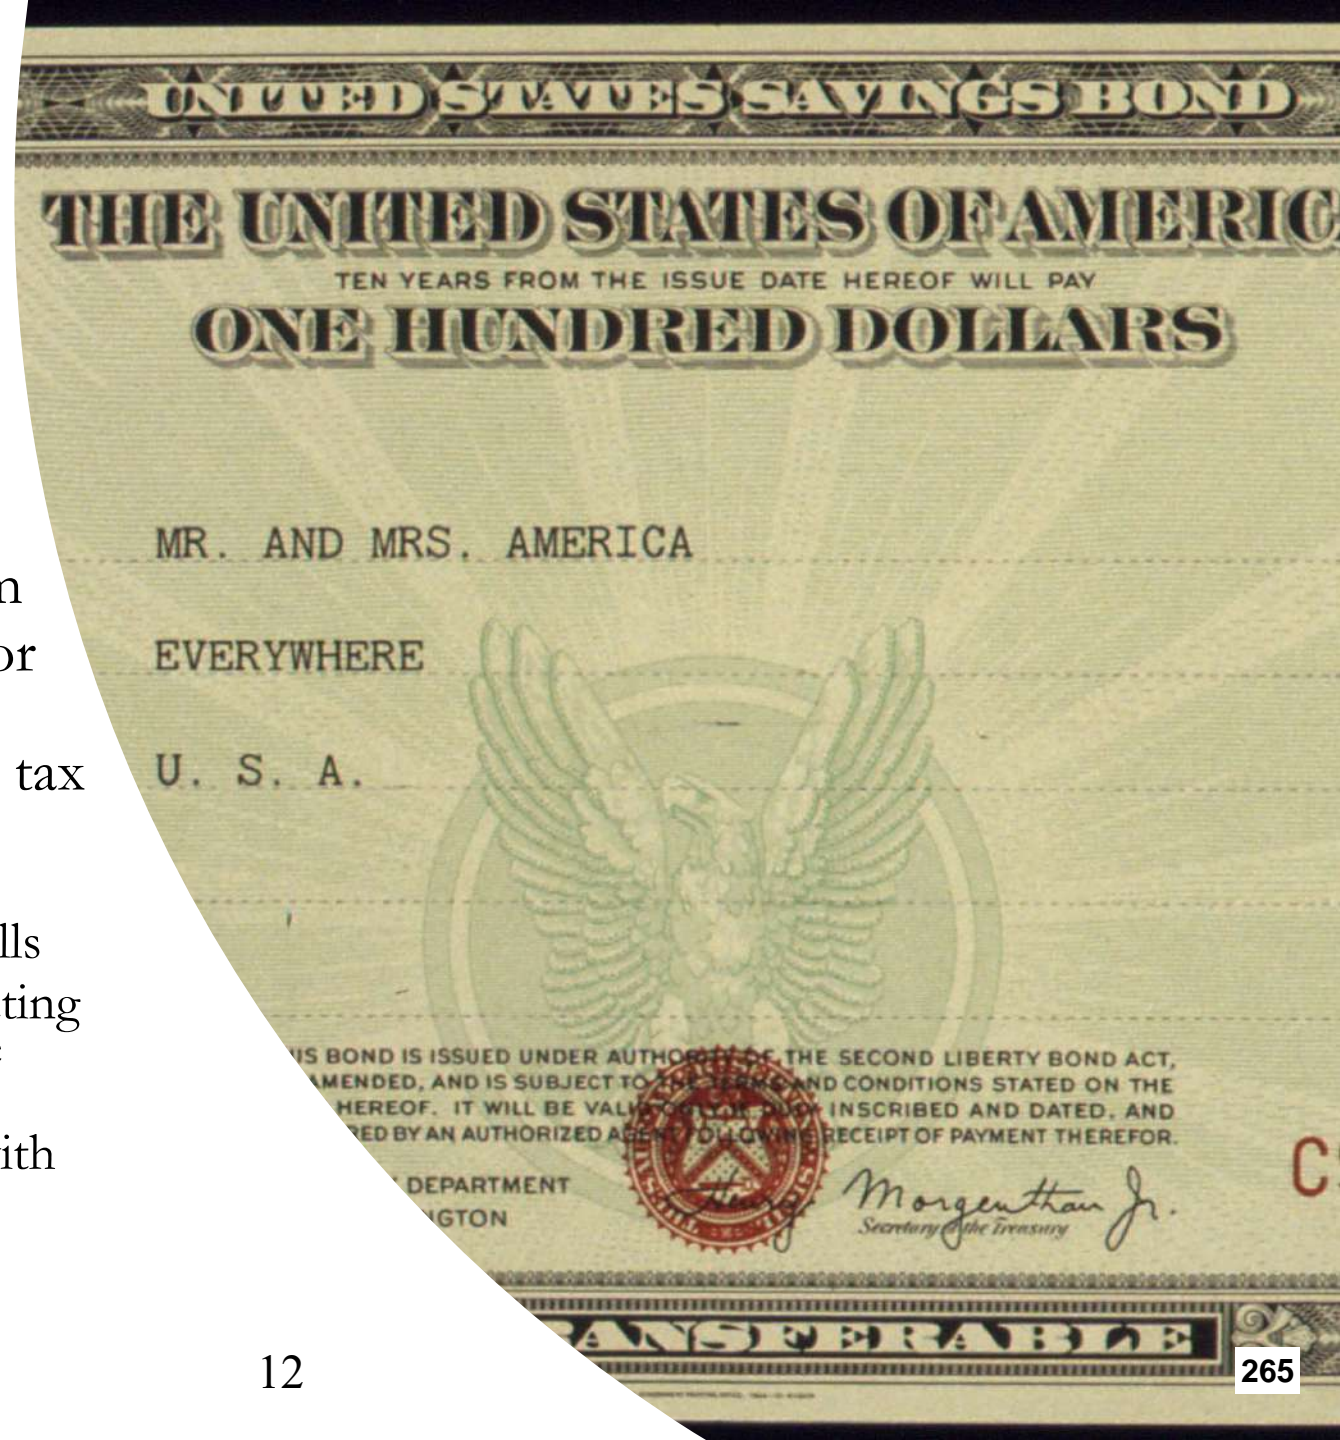 UNITED STATES SAVINGS BOND
THE UNITED STATES OF AMERIC
TEN YEARS FROM THE ISSUE DATE HEREOF WILL PAY
ONE HUNDRED DOLLARS
MR. AND MRS. AMERICA
EVERYWHERE
U. S. A.
or
tax
lls
ting
ith
IS BOND IS ISSUED UNDER AUTHORITY OF THE SECOND LIBERTY BOND ACT,
AMENDED, AND IS SUBJECT TO THE TERMS AND CONDITIONS STATED ON THE
HEREOF. IT WILL BE VALID ONLY IF DULY INSCRIBED AND DATED, AND
RED BY AN AUTHORIZED AGENT FOLLOWING RECEIPT OF PAYMENT THEREFOR.
DEPARTMENT
NGTON
Henry Morgenthau Jr.
Secretary of the Treasury
C
ANSFERABLE
12
265